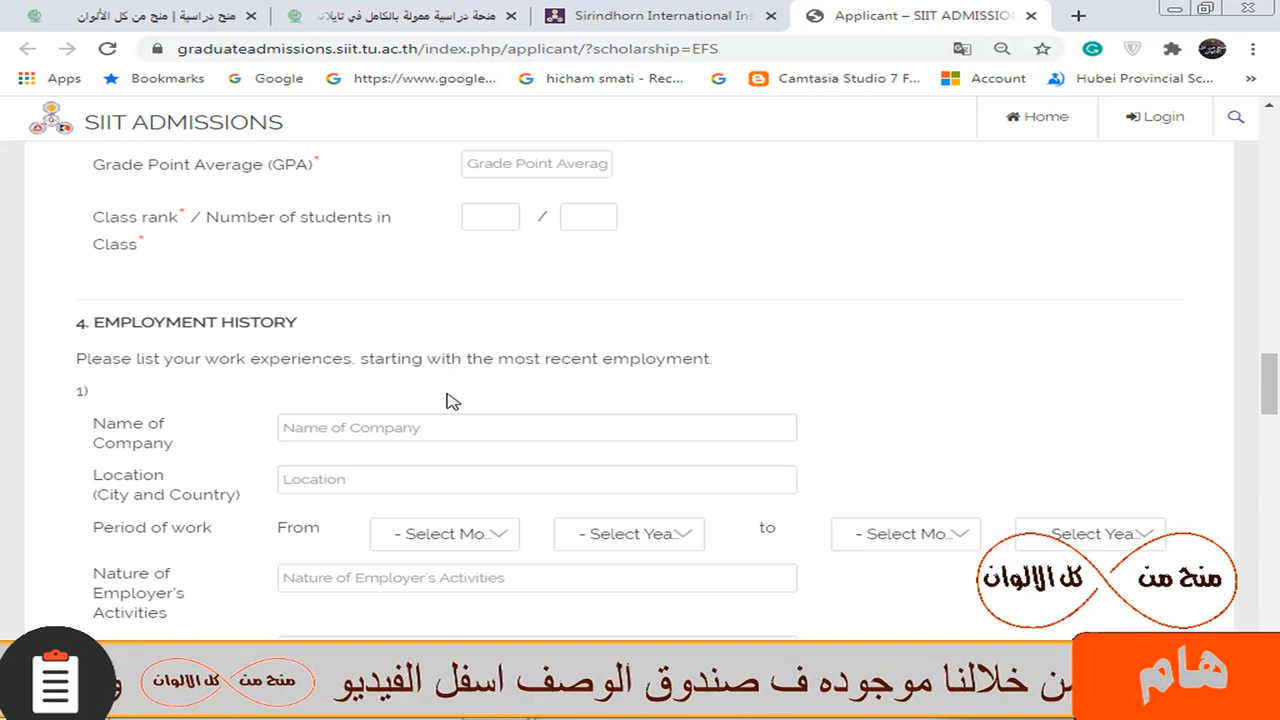 منح دراسية | منح من كل الألوان
منحة دراسية ممولة بالكامل في تايلاند
Sirindhorn International Ins
Applicant – SIIT ADMISSIO
graduateadmissions.siit.tu.ac.th/index.php/applicant/?scholarship=EFS
Apps Bookmarks Google https://www.google... hicham smati - Rec... Camtasia Studio 7 F... Account Hubei Provincial Sc... »
SIIT ADMISSIONS
Home
Login
Grade Point Average (GPA)*
Grade Point Averag
Class rank* / Number of students in
/
Class*
4. EMPLOYMENT HISTORY
Please list your work experiences, starting with the most recent employment.
1)
Name of
Company
Name of Company
Location
(City and Country)
Location
Period of work From - Select Mo... - Select Yea... to - Select Mo... Select Yea...
Nature of
Employer's
Activities
Nature of Employer's Activities
منح من كل الالوان
من خلالنا موجوده ف صندوق الوصف اسفل الفيديو
منح من كل الالوان
و
هام